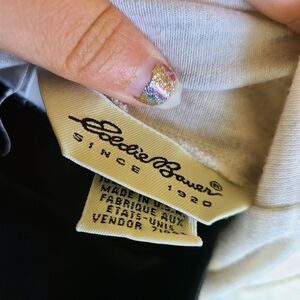 Eddie Bauer®
SINCE 1920
MADE IN U.S.A.
FABRIQUE AUX
ETATS-UNIS
VENDOR